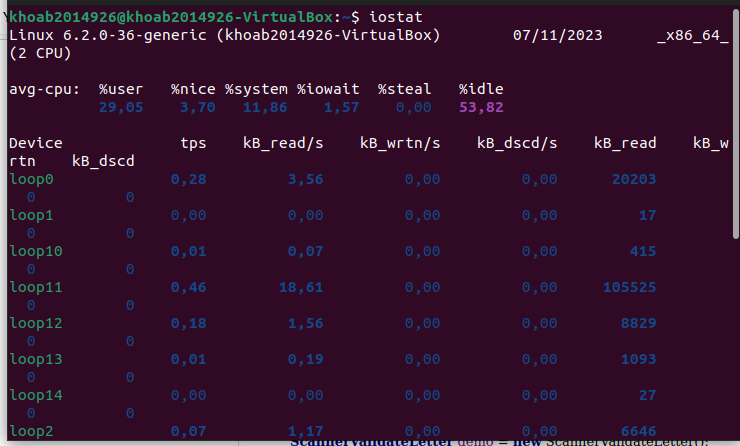 khoab2014926@khoab2014926-VirtualBox:~$ iostat
Linux 6.2.0-36-generic (khoab2014926-VirtualBox) 07/11/2023 _x86_64_
(2 CPU)
avg-cpu: %user %nice %system %iowait %steal %idle
29,05 3,70 11,86 1,57 0,00 53,82
Device tps kB_read/s kB_wrtn/s kB_dscd/s kB_read kB_w
rtn kB_dscd
loop0 0,28 3,56 0,00 0,00 20203
0 0
loop1 0,00 0,00 0,00 0,00 17
0 0
loop10 0,01 0,07 0,00 0,00 415
0 0
loop11 0,46 18,61 0,00 0,00 105525
0 0
loop12 0,18 1,56 0,00 0,00 8829
0 0
loop13 0,01 0,19 0,00 0,00 1093
0 0
loop14 0,00 0,00 0,00 0,00 27
0 0
loop2 0,07 1,17 0,00 0,00 6646